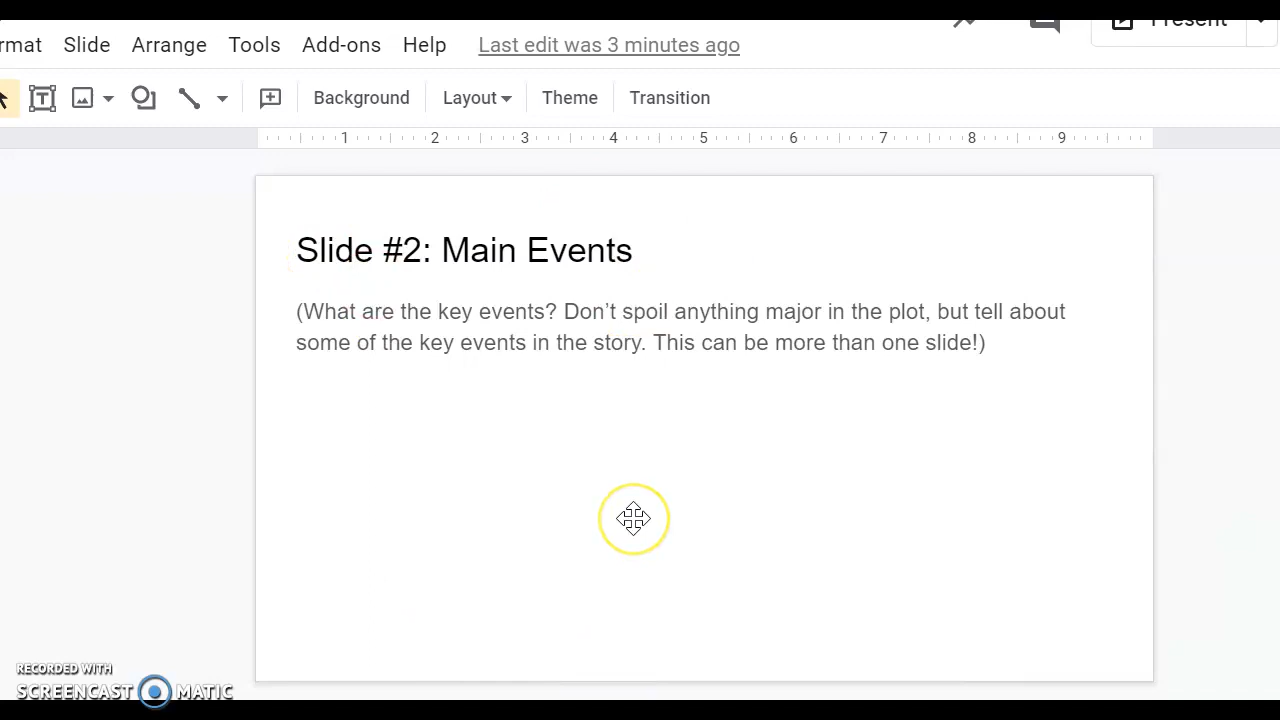 Present
rmat Slide Arrange Tools Add-ons Help Last edit was 3 minutes ago
Background Layout Theme Transition
1 2 3 4 5 6 7 8 9
Slide #2: Main Events
(What are the key events? Don’t spoil anything major in the plot, but tell about
some of the key events in the story. This can be more than one slide!)
RECORDED WITH
SCREENCAST MATIC